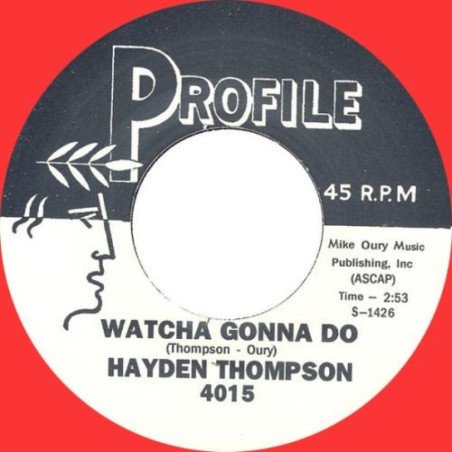 PROFILE
45 R.P.M
Mike Oury Music
Publishing, Inc
(ASCAP)
Time - 2:53
S-1426
WATCHA GONNA DO
(Thompson - Oury)
HAYDEN THOMPSON
4015